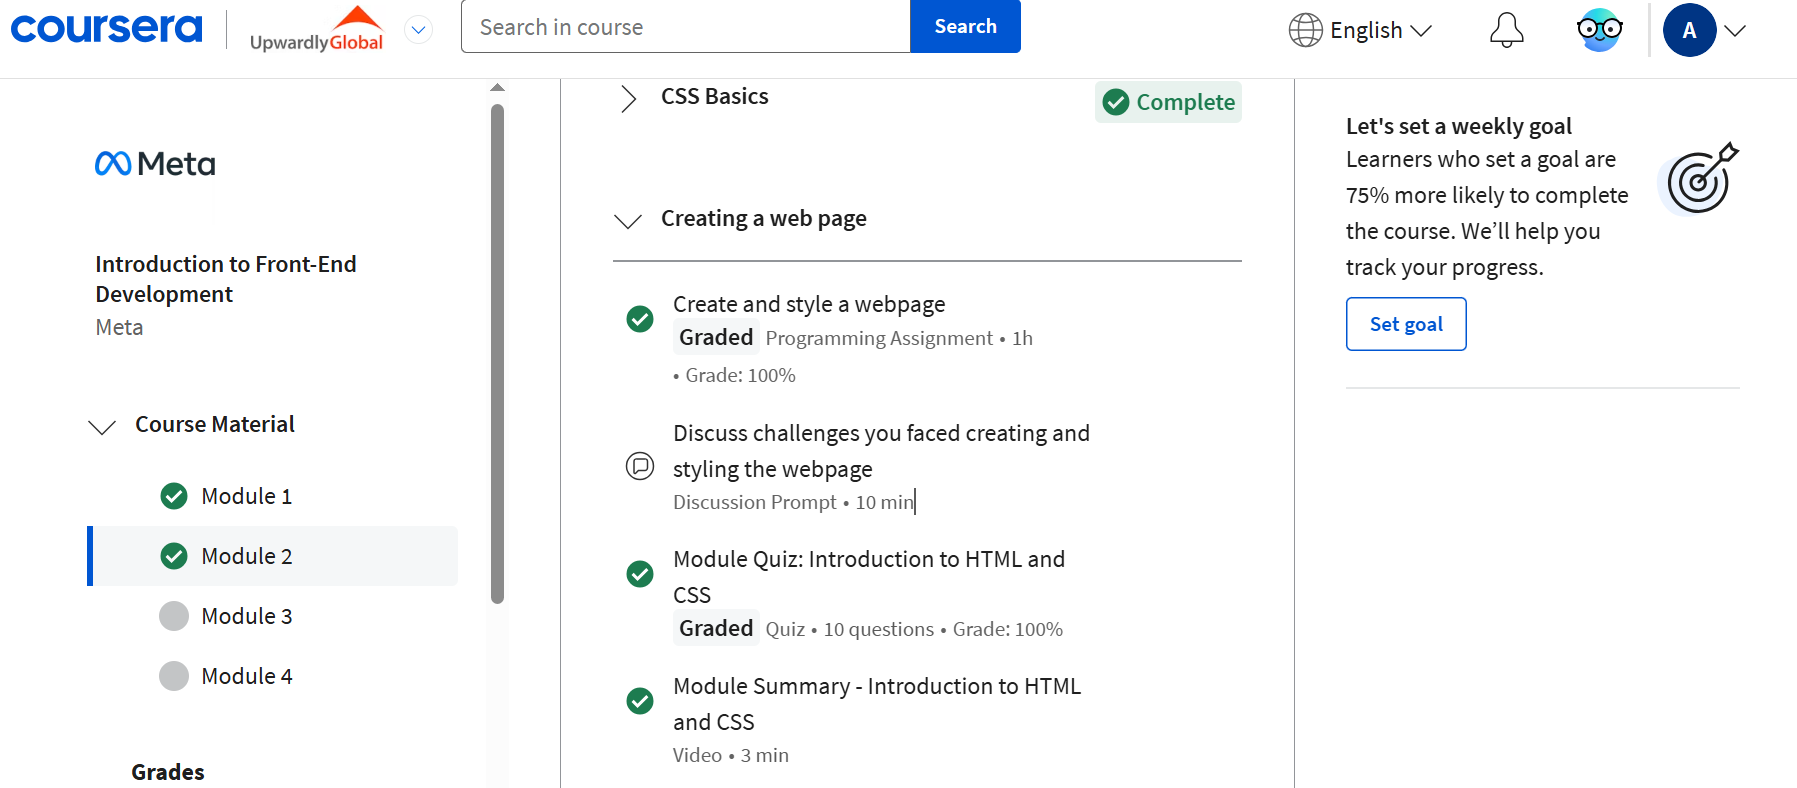 coursera
UpwardlyGlobal
Search in course
Search
English
A
Meta
Introduction to Front-End
Development
Meta
Course Material
Module 1
Module 2
Module 3
Module 4
Grades
CSS Basics
Complete
Creating a web page
Create and style a webpage
Graded Programming Assignment • 1h
• Grade: 100%
Discuss challenges you faced creating and
styling the webpage
Discussion Prompt • 10 min
Module Quiz: Introduction to HTML and
CSS
Graded Quiz • 10 questions • Grade: 100%
Module Summary - Introduction to HTML
and CSS
Video • 3 min
Let's set a weekly goal
Learners who set a goal are
75% more likely to complete
the course. We’ll help you
track your progress.
Set goal